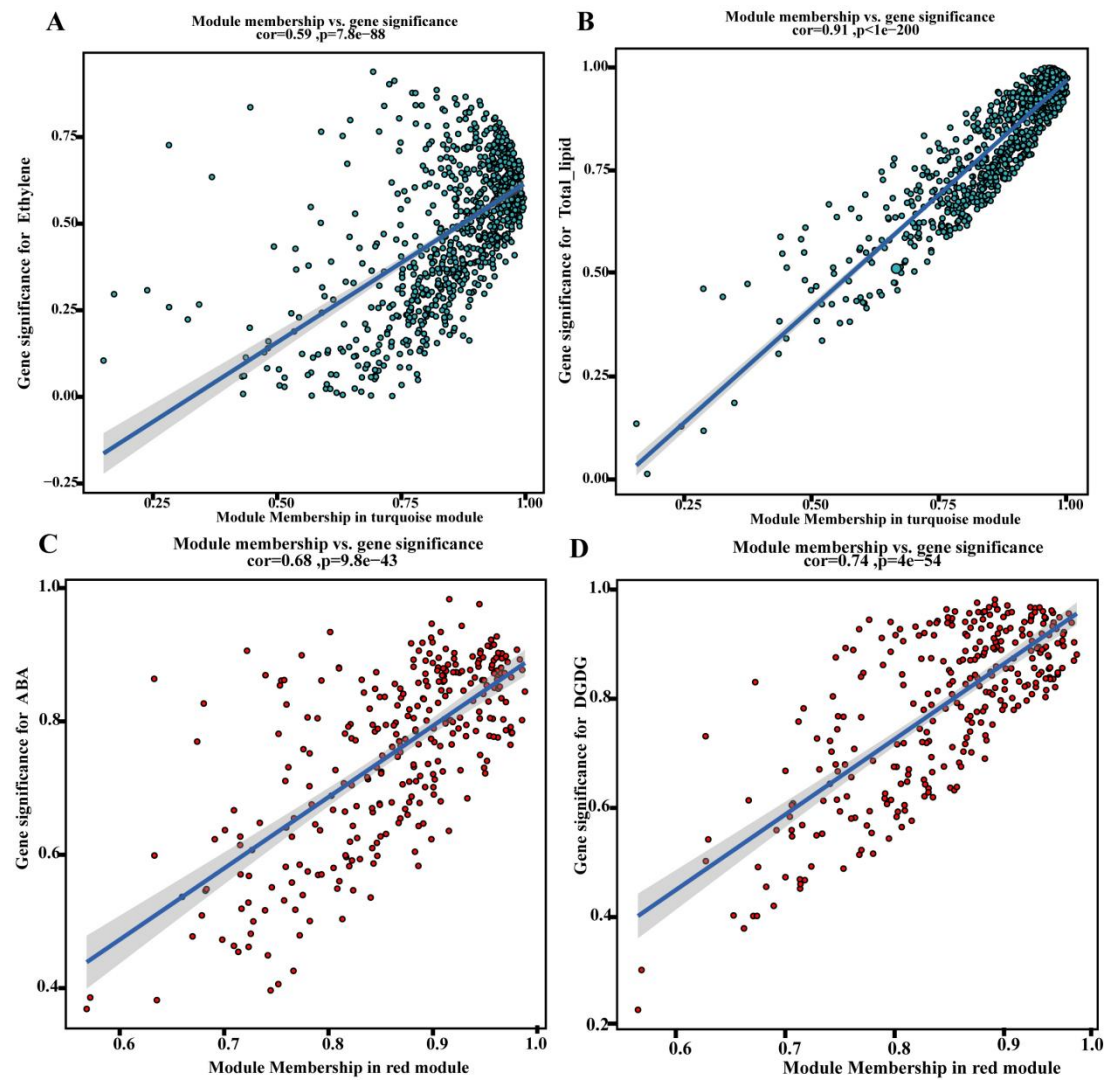 A
Module membership vs. gene significance
cor=0.59 ,p=7.8e−88
Gene significance for Ethylene
0.75
0.50
0.25
0.00
−0.25
0.25
0.50
0.75
1.00
Module Membership in turquoise module
B
Module membership vs. gene significance
cor=0.91 ,p<1e−200
Gene significance for Total_lipid
1.00
0.75
0.50
0.25
0.00
0.25
0.50
0.75
1.00
Module Membership in turquoise module
C
Module membership vs. gene significance
cor=0.68 ,p=9.8e−43
Gene significance for ABA
1.0
0.8
0.6
0.4
0.6
0.7
0.8
0.9
1.0
Module Membership in red module
D
Module membership vs. gene significance
cor=0.74 ,p=4e−54
Gene significance for DGDG
1.0
0.8
0.6
0.4
0.2
0.6
0.7
0.8
0.9
1.0
Module Membership in red module